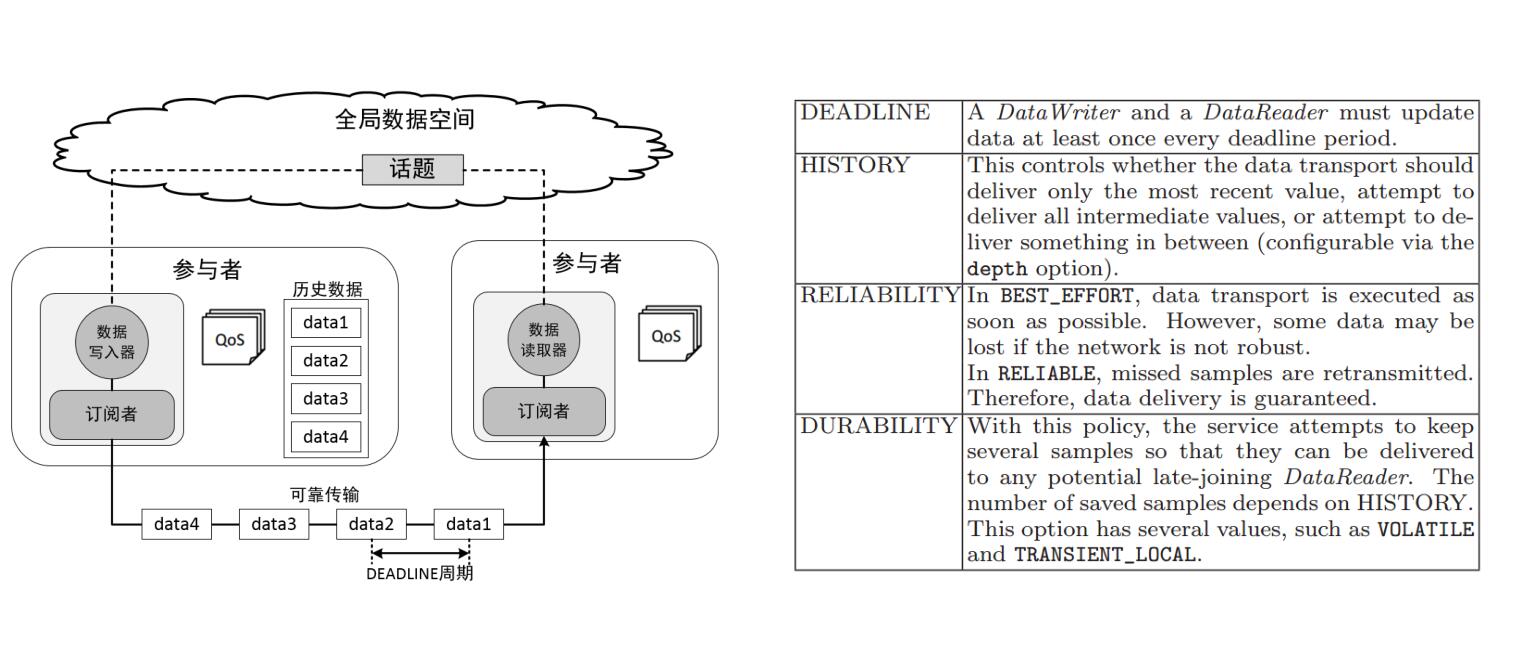 全局数据空间
话题
参与者
数据
写入器
订阅者
QoS
历史数据
data1
data2
data3
data4
参与者
数据
读取器
订阅者
QoS
可靠传输
data4
data3
data2
data1
DEADLINE周期
DEADLINE
A DataWriter and a DataReader must update
data at least once every deadline period.
HISTORY
This controls whether the data transport should
deliver only the most recent value, attempt to
deliver all intermediate values, or attempt to de-
liver something in between (configurable via the
depth option).
RELIABILITY
In BEST_EFFORT, data transport is executed as
soon as possible. However, some data may be
lost if the network is not robust.
In RELIABLE, missed samples are retransmitted.
Therefore, data delivery is guaranteed.
DURABILITY
With this policy, the service attempts to keep
several samples so that they can be delivered
to any potential late-joining DataReader. The
number of saved samples depends on HISTORY.
This option has several values, such as VOLATILE
and TRANSIENT_LOCAL.